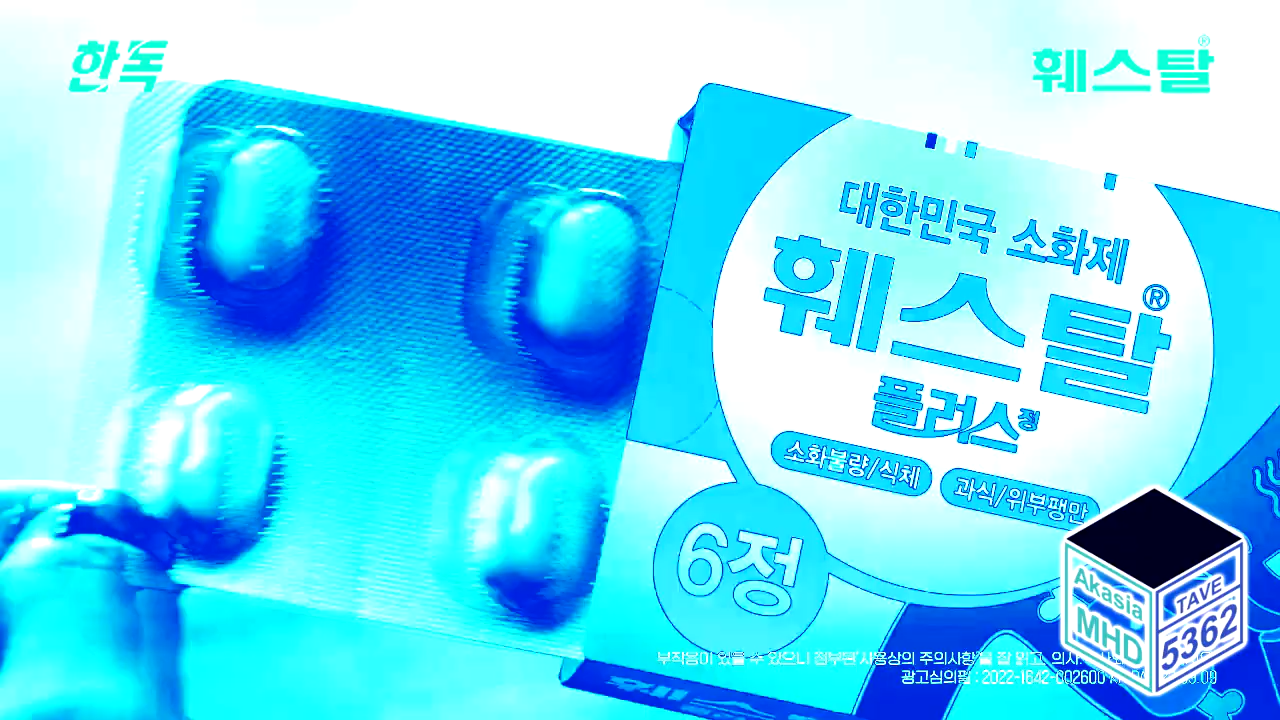 한독
훼스탈®
대한민국 소화제
훼스탈®
플러스정
소화불량/식체
과식/위부팽만
6정
부작용이 있을 수 있으니 첨부된 사용상의 주의사항을 잘 읽고, 의사
광고심의필 : 2022-1642-002600
Akasia
MHD
TAVE
5362